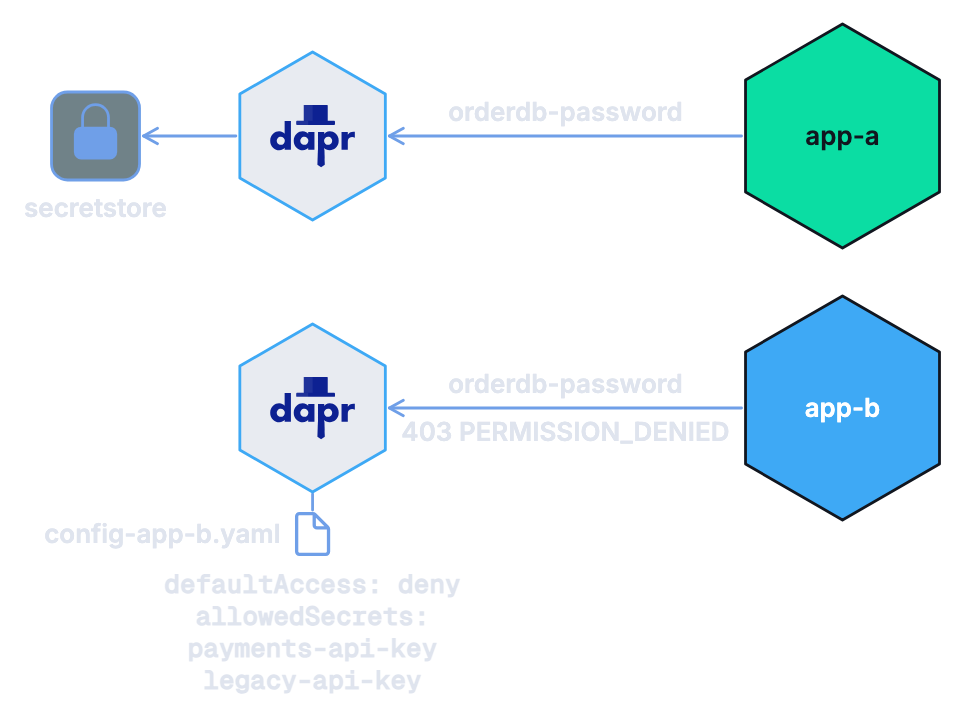 orderdb-password
dapr
app-a
secretstore
orderdb-password
dapr
app-b
403 PERMISSION_DENIED
config-app-b.yaml
defaultAccess: deny
allowedSecrets:
payments-api-key
legacy-api-key